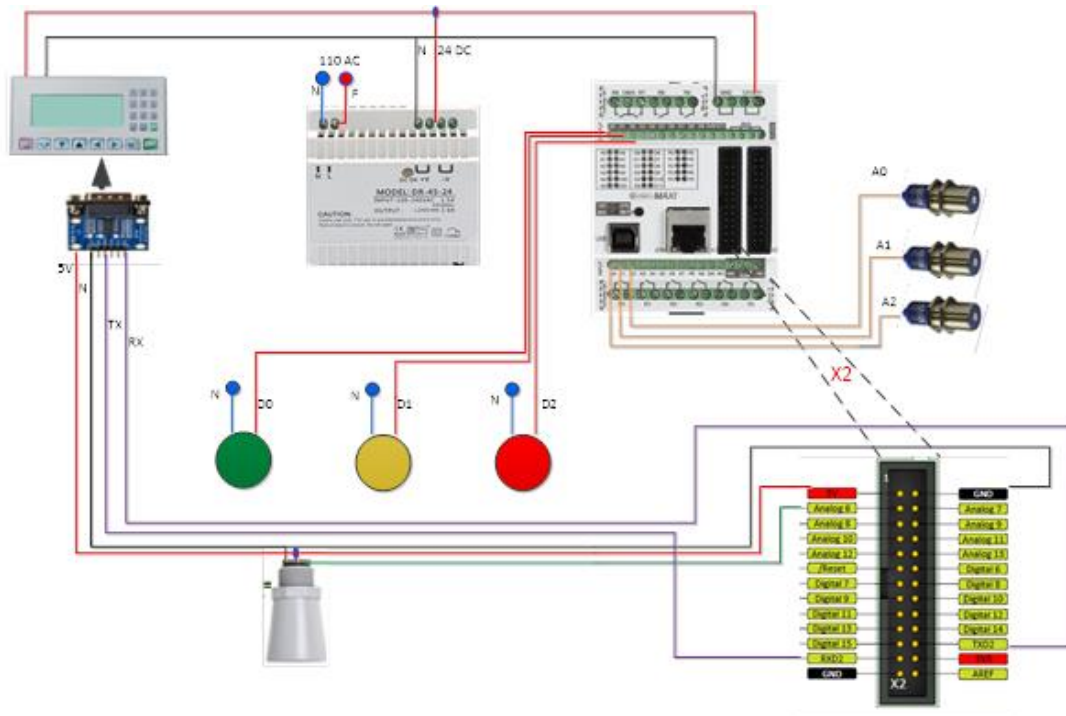 N
24 DC
110 AC
N
F
MODEL: DR-45-24
CAUTION:
A0
A1
A2
5V
N
TX
RX
X2
N
D0
N
D1
N
D2
1
5V
GND
Analog 6
Analog 7
Analog 8
Analog 9
Analog 10
Analog 11
Analog 12
Analog 13
/Reset
Digital 6
Digital 7
Digital 8
Digital 9
Digital 10
Digital 11
Digital 12
Digital 13
Digital 14
Digital 15
TXD2
RXD2
GND
AREF
X2